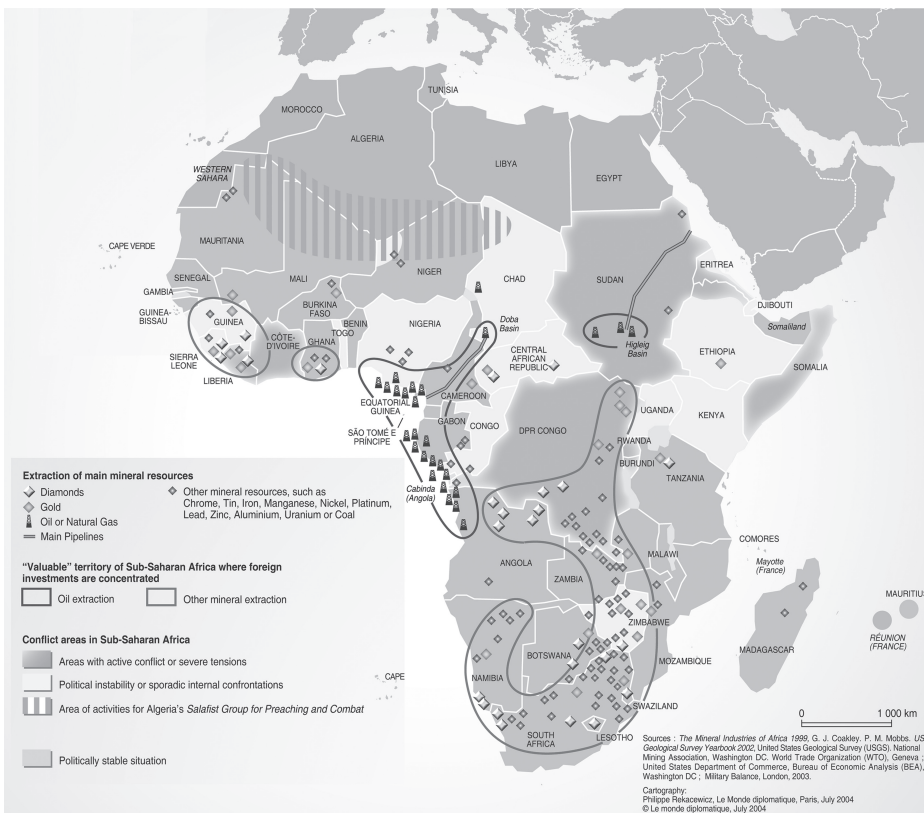 TUNISIA
MOROCCO
ALGERIA
LIBYA
EGYPT
WESTERN
SAHARA
MAURITANIA
CAPE VERDE
MALI
NIGER
CHAD
SUDAN
ERITREA
SENEGAL
GAMBIA
GUINEA-
BISSAU
GUINEA
BURKINA
FASO
BENIN
TOGO
NIGERIA
Doba
Basin
DJIBOUTI
Somaliland
CÔTE-
D'IVOIRE
GHANA
SIERRA
LEONE
LIBERIA
CENTRAL
AFRICAN
REPUBLIC
Higleig
Basin
ETHIOPIA
SOMALIA
EQUATORIAL
GUINEA
CAMEROON
SÃO TOMÉ E
PRÍNCIPE
GABON
CONGO
DPR CONGO
UGANDA
KENYA
RWANDA
BURUNDI
TANZANIA
Cabinda
(Angola)
ANGOLA
ZAMBIA
MALAWI
COMORES
Mayotte
(France)
ZIMBABWE
MOZAMBIQUE
MADAGASCAR
MAURITIU
RÉUNION
(FRANCE)
NAMIBIA
BOTSWANA
SWAZILAND
SOUTH
AFRICA
LESOTHO
CAPE
Extraction of main mineral resources
Diamonds
Gold
Oil or Natural Gas
Main Pipelines
Other mineral resources, such as
Chrome, Tin, Iron, Manganese, Nickel, Platinum,
Lead, Zinc, Aluminium, Uranium or Coal
“Valuable” territory of Sub-Saharan Africa where foreign
investments are concentrated
Oil extraction
Other mineral extraction
Conflict areas in Sub-Saharan Africa
Areas with active conflict or severe tensions
Political instability or sporadic internal confrontations
Area of activities for Algeria's Salafist Group for Preaching and Combat
Politically stable situation
0 1 000 km
Sources : The Mineral Industries of Africa 1999, G. J. Coakley. P. M. Mobbs. US
Geological Survey Yearbook 2002, United States Geological Survey (USGS). National
Mining Association, Washington DC. World Trade Organization (WTO), Geneva ;
United States Department of Commerce, Bureau of Economic Analysis (BEA),
Washington DC ; Military Balance, London, 2003.
Cartography:
Philippe Rekacewicz, Le Monde diplomatique, Paris, July 2004
© Le monde diplomatique, July 2004